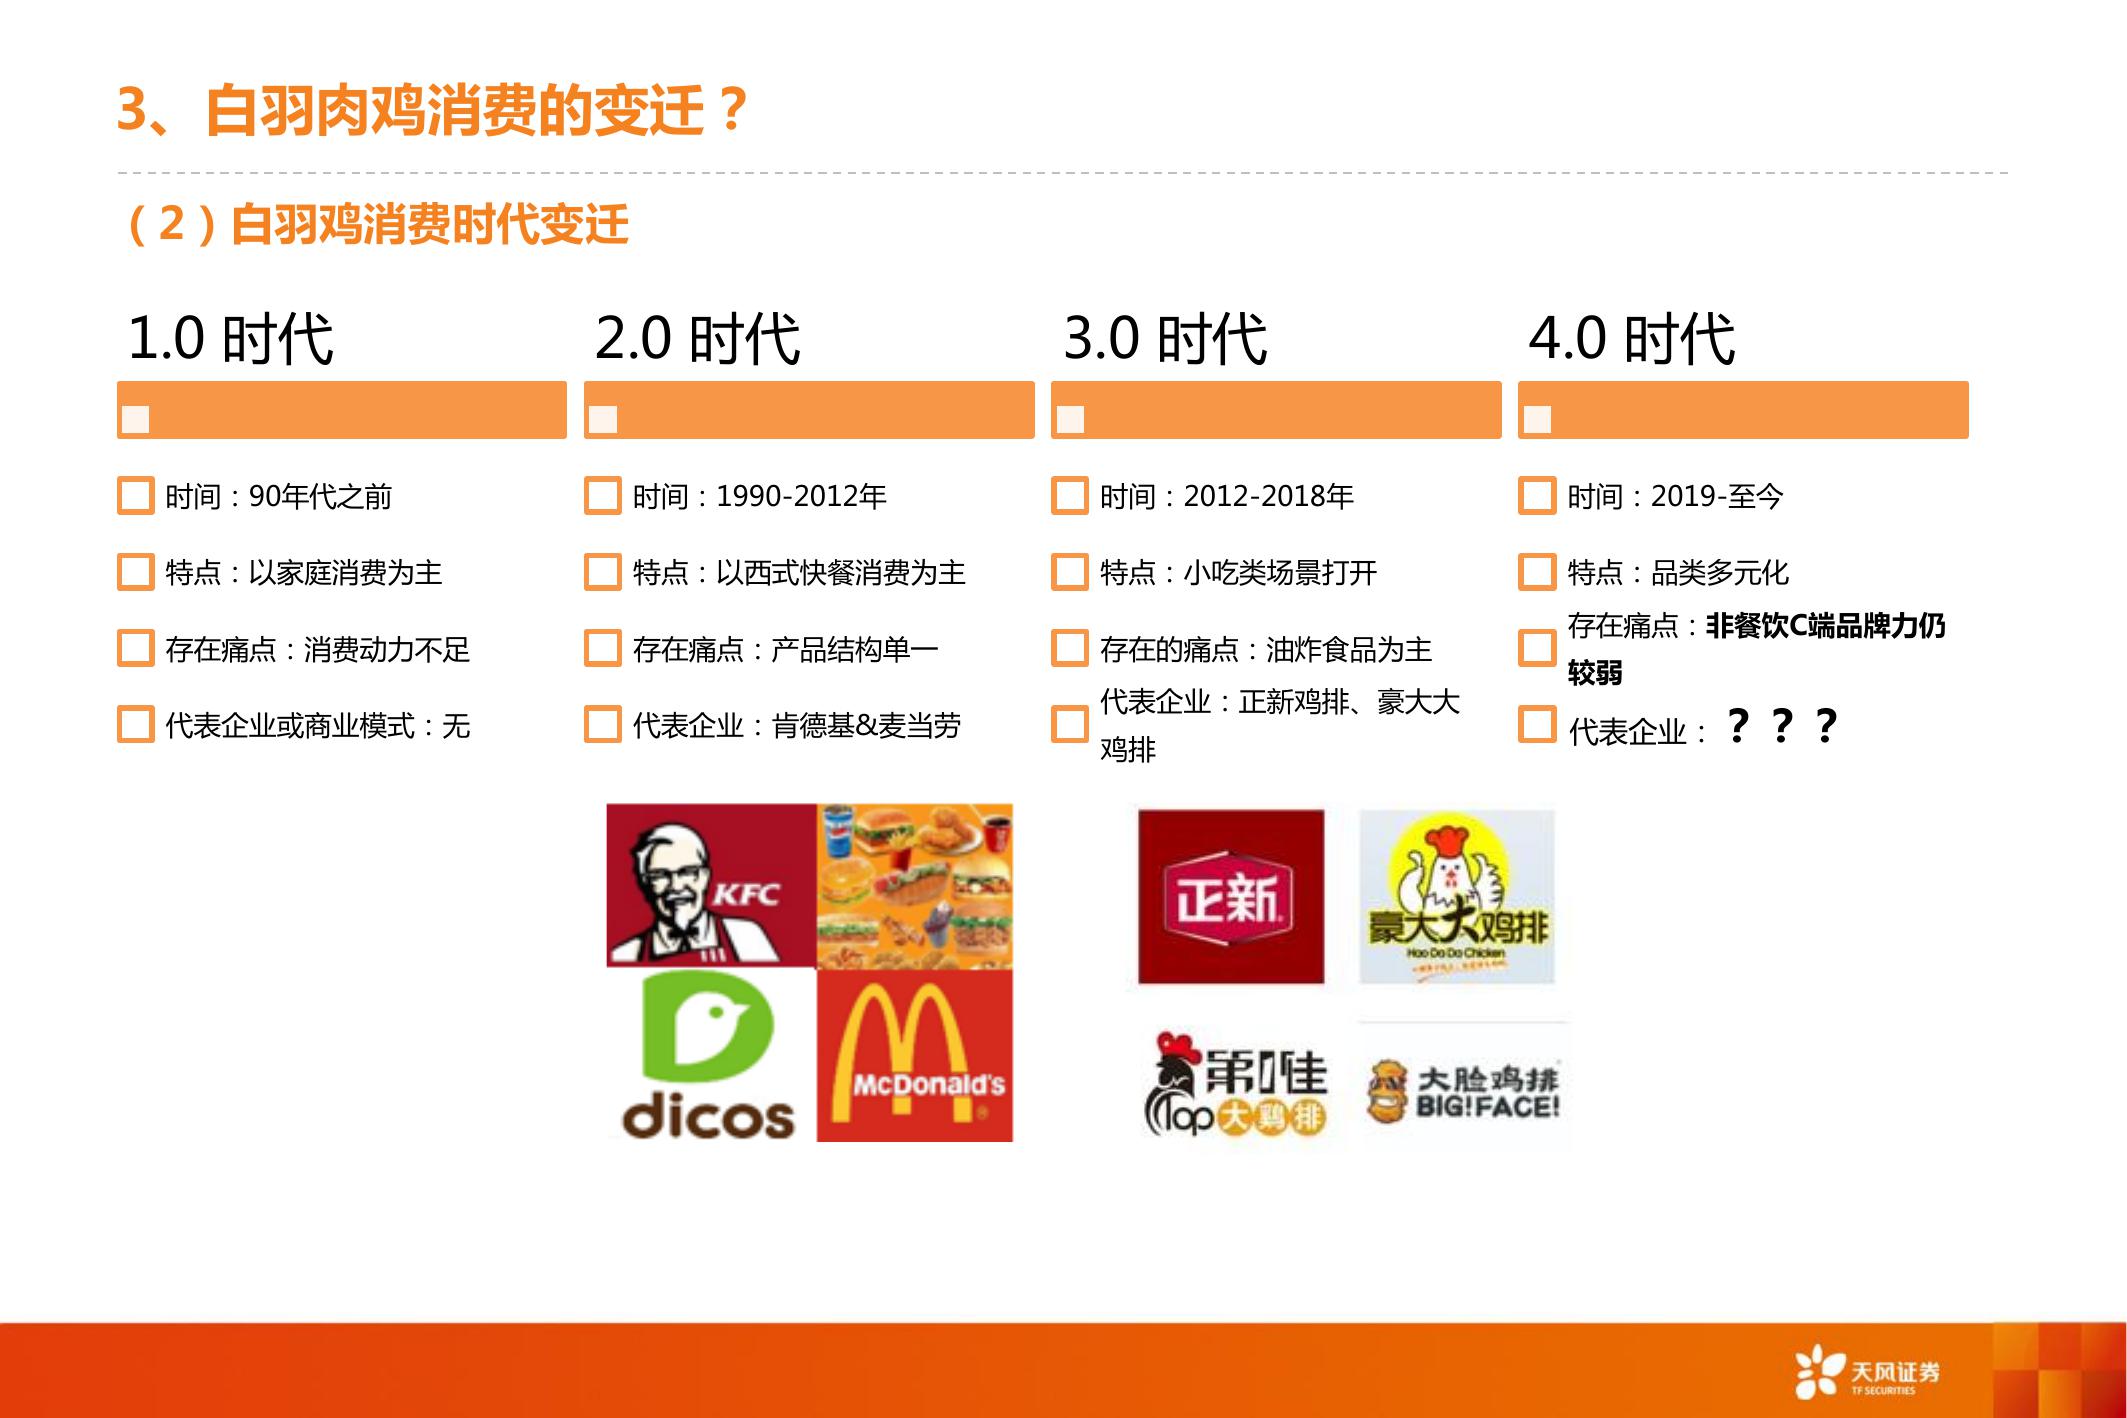 3、白羽肉鸡消费的变迁？
（2）白羽鸡消费时代变迁
1.0 时代
时间：90年代之前
特点：以家庭消费为主
存在痛点：消费动力不足
代表企业或商业模式：无
2.0 时代
时间：1990-2012年
特点：以西式快餐消费为主
存在痛点：产品结构单一
代表企业：肯德基&麦当劳
KFC
dicos
McDonald's
3.0 时代
时间：2012-2018年
特点：小吃类场景打开
存在的痛点：油炸食品为主
代表企业：正新鸡排、豪大大
鸡排
正新
豪大大鸡排
Hao Da Da Chicken
第1佳
Top大鷄排
大脸鸡排
BIG!FACE!
4.0 时代
时间：2019-至今
特点：品类多元化
存在痛点：非餐饮C端品牌力仍
较弱
代表企业：？？？
天风证券
TF SECURITIES